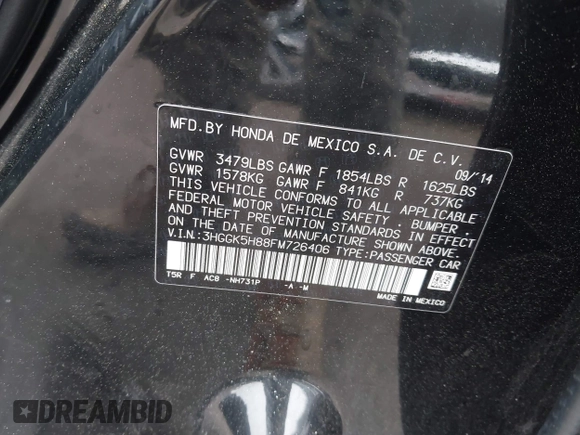 MFD. BY HONDA DE MEXICO S.A. DE C.V.
09/'14
GVWR 3479LBS GAWR F 1854LBS R 1625LBS
GVWR 1578KG GAWR F 841KG R 737KG
THIS VEHICLE CONFORMS TO ALL APPLICABLE
FEDERAL MOTOR VEHICLE SAFETY, BUMPER,
AND THEFT PREVENTION STANDARDS IN EFFECT
ON THE DATE OF MANUFACTURE SHOWN ABOVE.
V.I.N.: 3HGGK5H88FM726406 TYPE: PASSENGER CAR
T5R F AC8 -NH731P -A -M
MADE IN MEXICO
DREAMBID